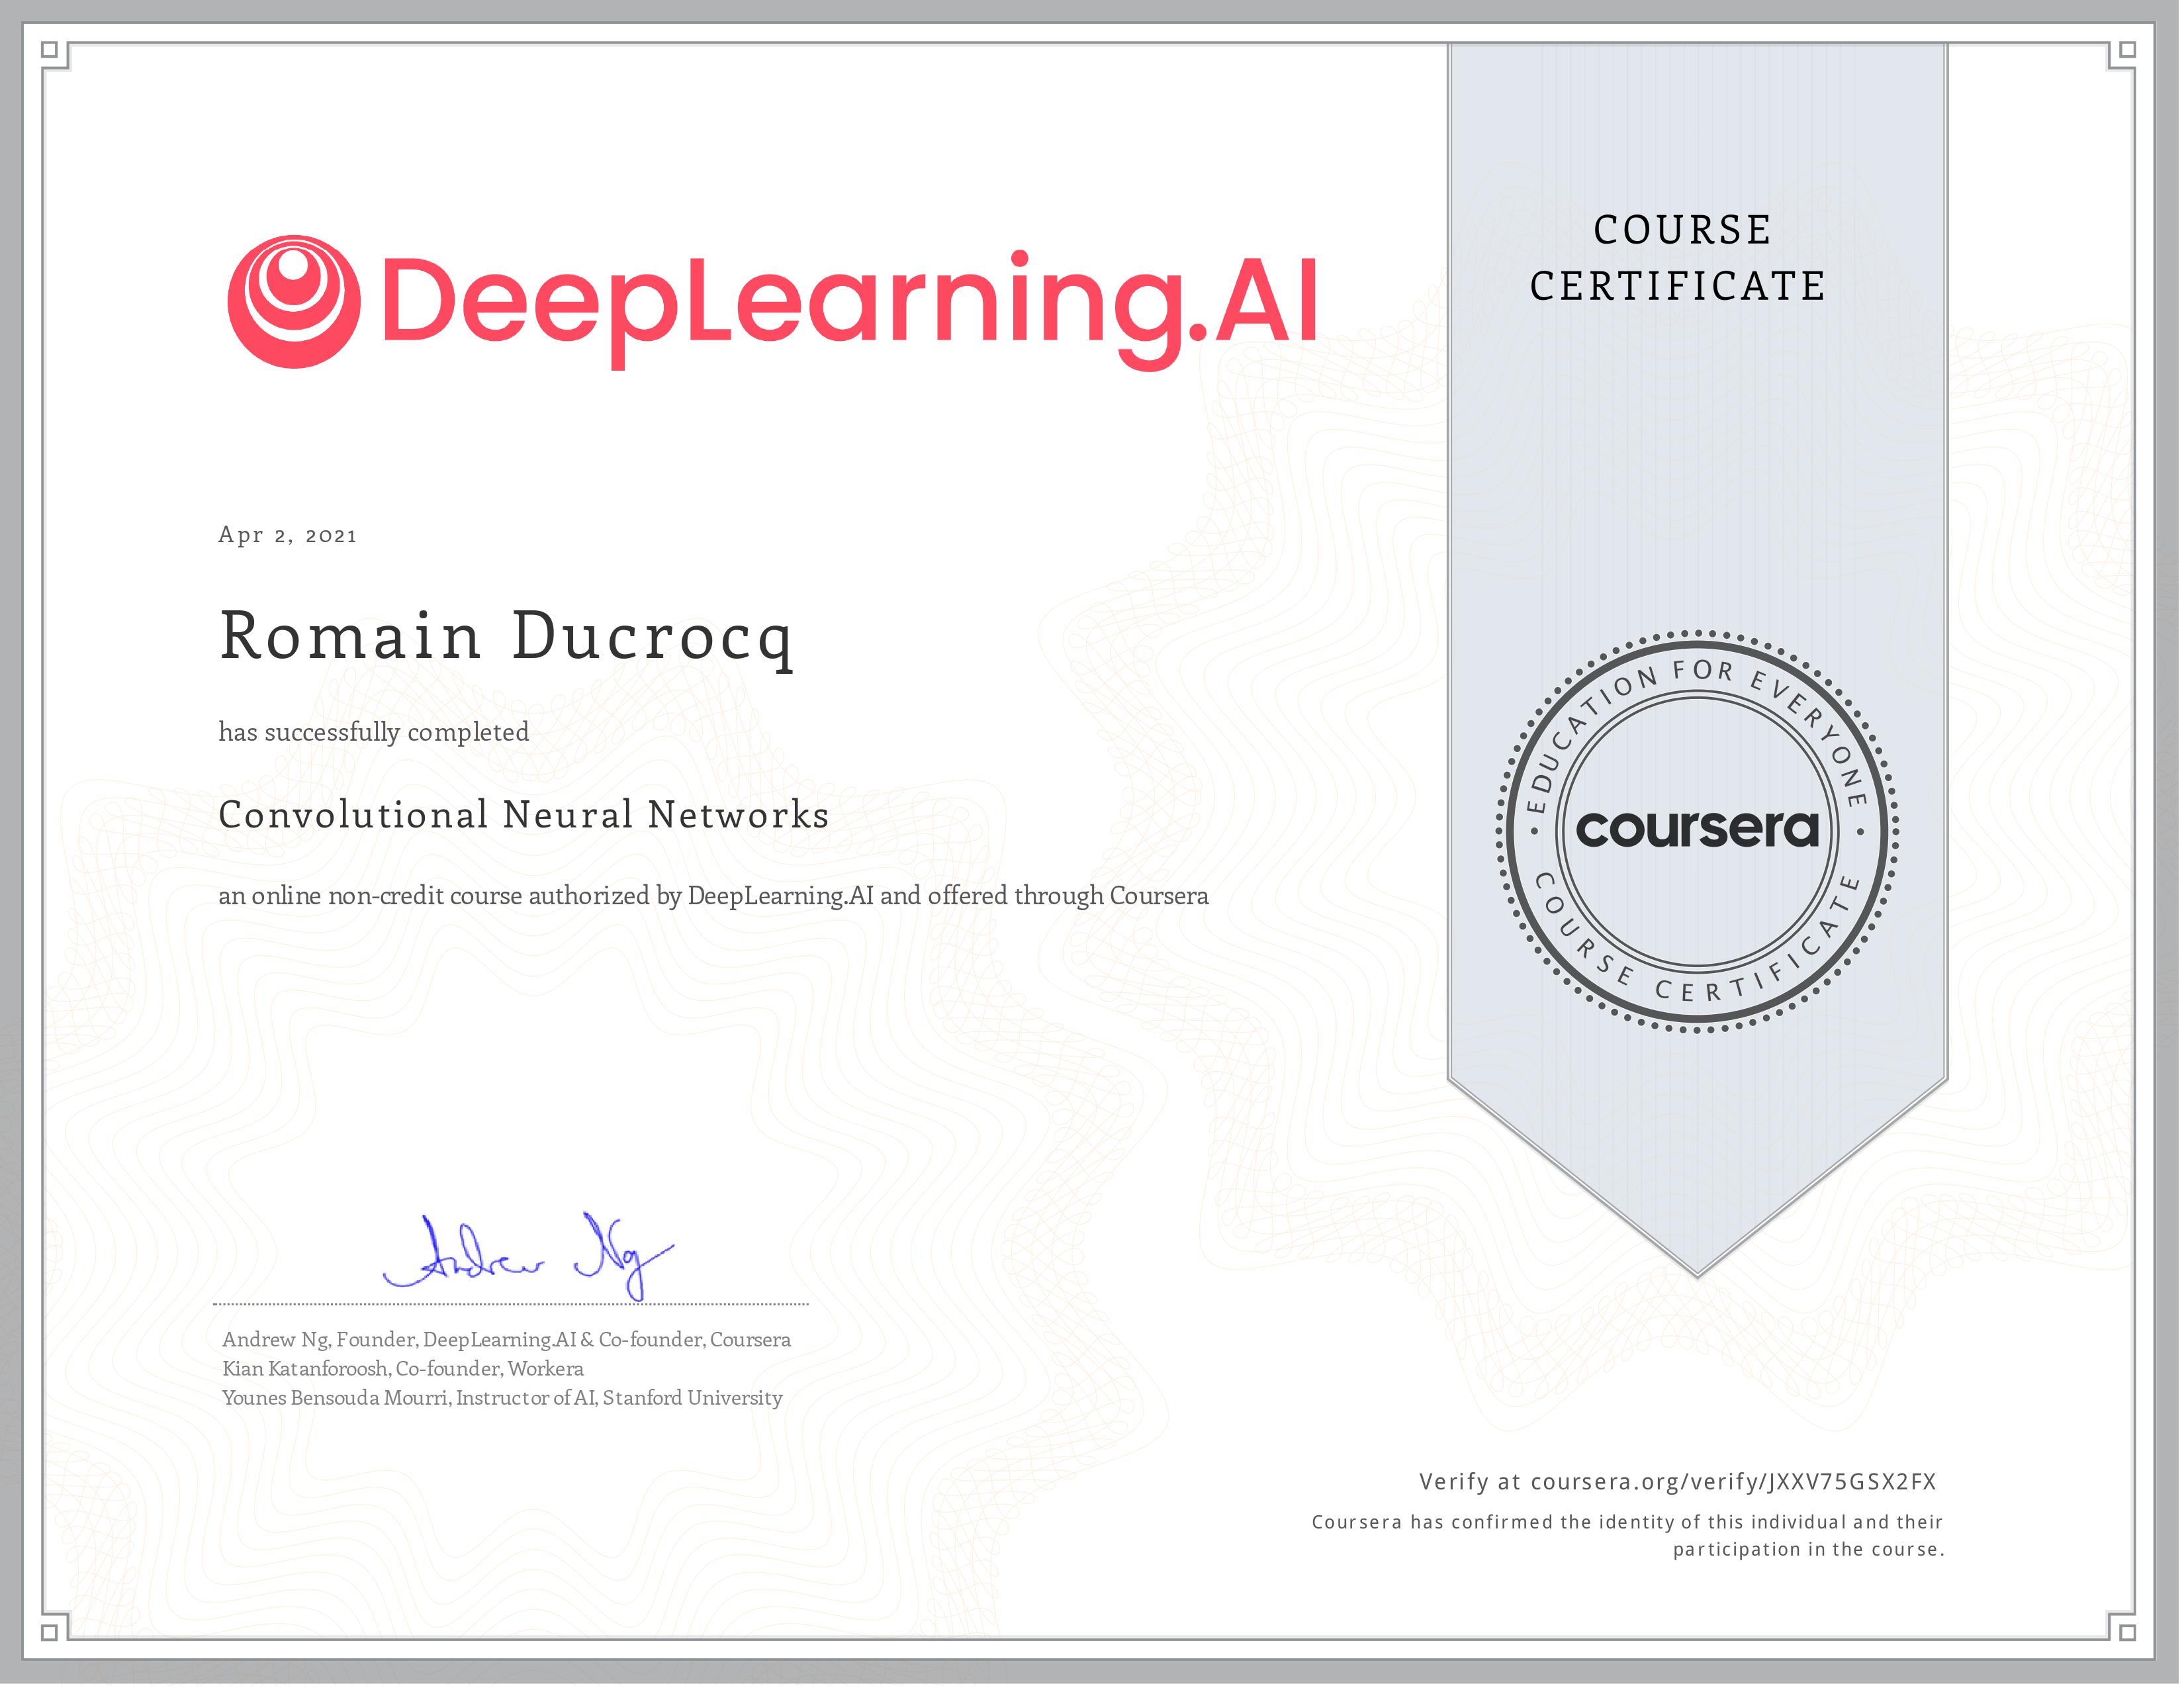 DeepLearning.AI
COURSE
CERTIFICATE
Apr 2, 2021
Romain Ducrocq
has successfully completed
Convolutional Neural Networks
an online non-credit course authorized by DeepLearning.AI and offered through Coursera
EDUCATION FOR EVERYONE
coursera
COURSE CERTIFICATE
Andrew Ng
Andrew Ng, Founder, DeepLearning.AI & Co-founder, Coursera
Kian Katanforoosh, Co-founder, Workera
Younes Bensouda Mourri, Instructor of AI, Stanford University
Verify at coursera.org/verify/JXXV75GSX2FX
Coursera has confirmed the identity of this individual and their
participation in the course.